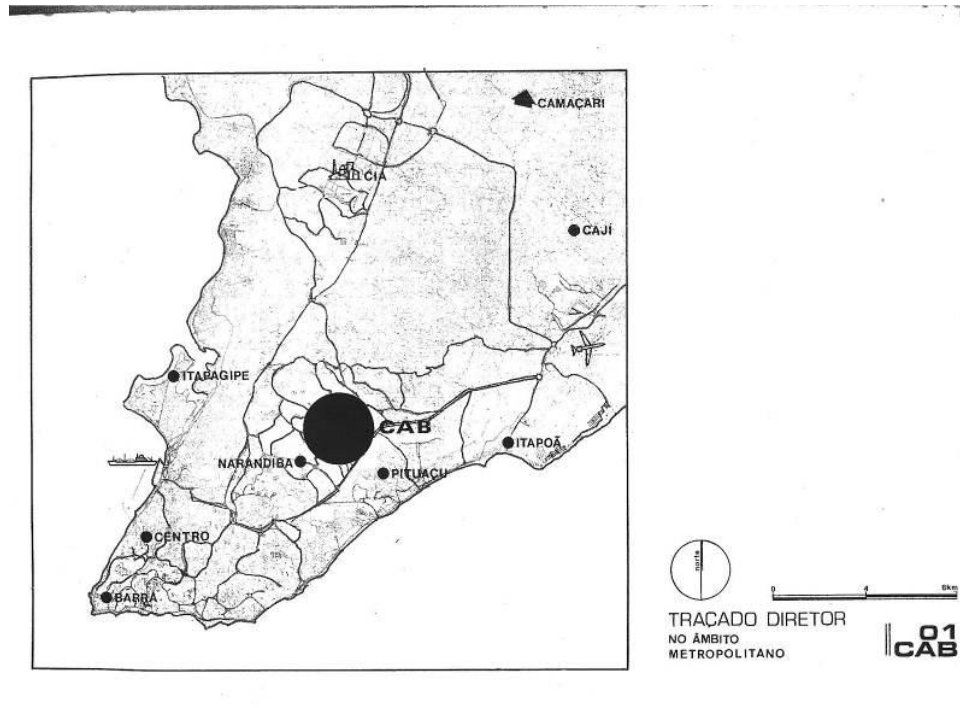 CAMAÇARI
CIA
CAJÍ
ITAPAGIPE
CAB
ITAPOÃ
NARANDIBA
PITUAÇU
CENTRO
BARRA
norte
0 4 8km
TRAÇADO DIRETOR
NO ÂMBITO
METROPOLITANO
01
CAB